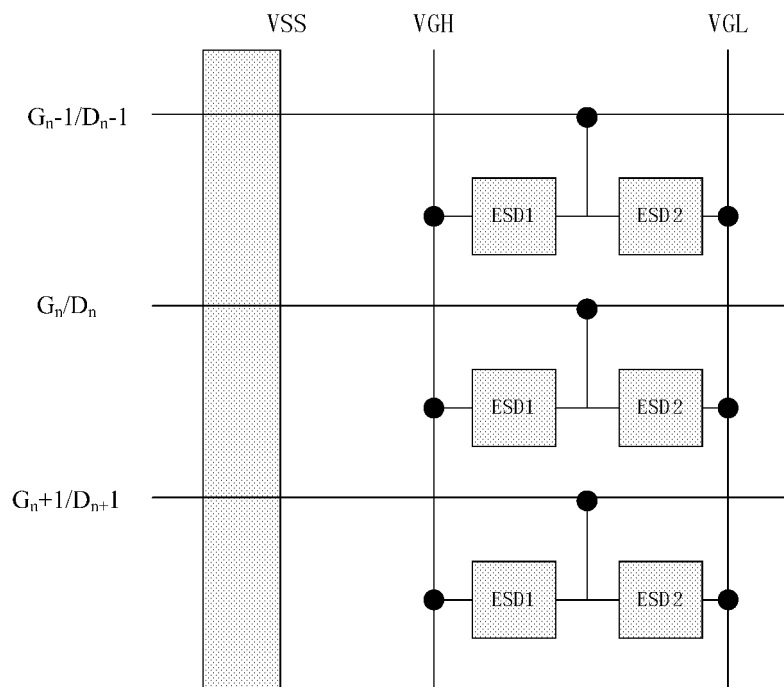 VSS VGH VGL
Gₙ-1/Dₙ-1
ESD1 ESD2
Gₙ/Dₙ
ESD1 ESD2
Gₙ+1/Dₙ₊1
ESD1 ESD2